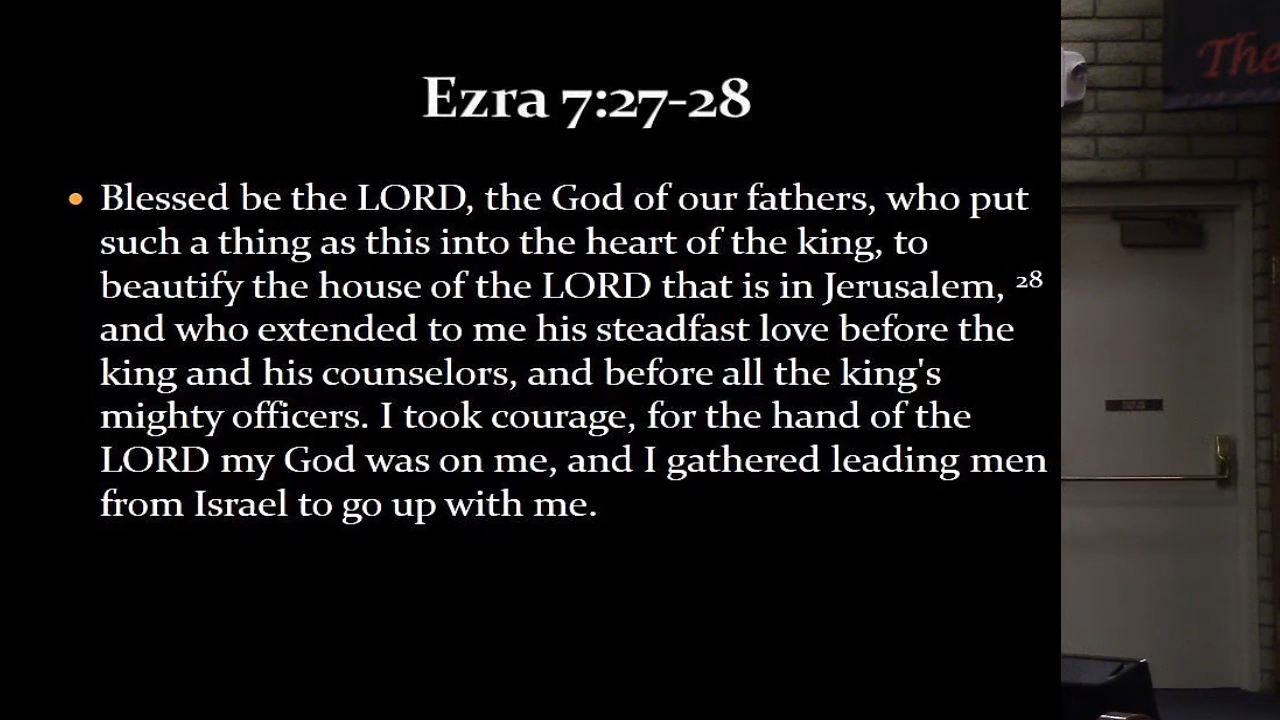 Ezra 7:27-28
• Blessed be the LORD, the God of our fathers, who put
such a thing as this into the heart of the king, to
beautify the house of the LORD that is in Jerusalem, 28
and who extended to me his steadfast love before the
king and his counselors, and before all the king's
mighty officers. I took courage, for the hand of the
LORD my God was on me, and I gathered leading men
from Israel to go up with me.
The